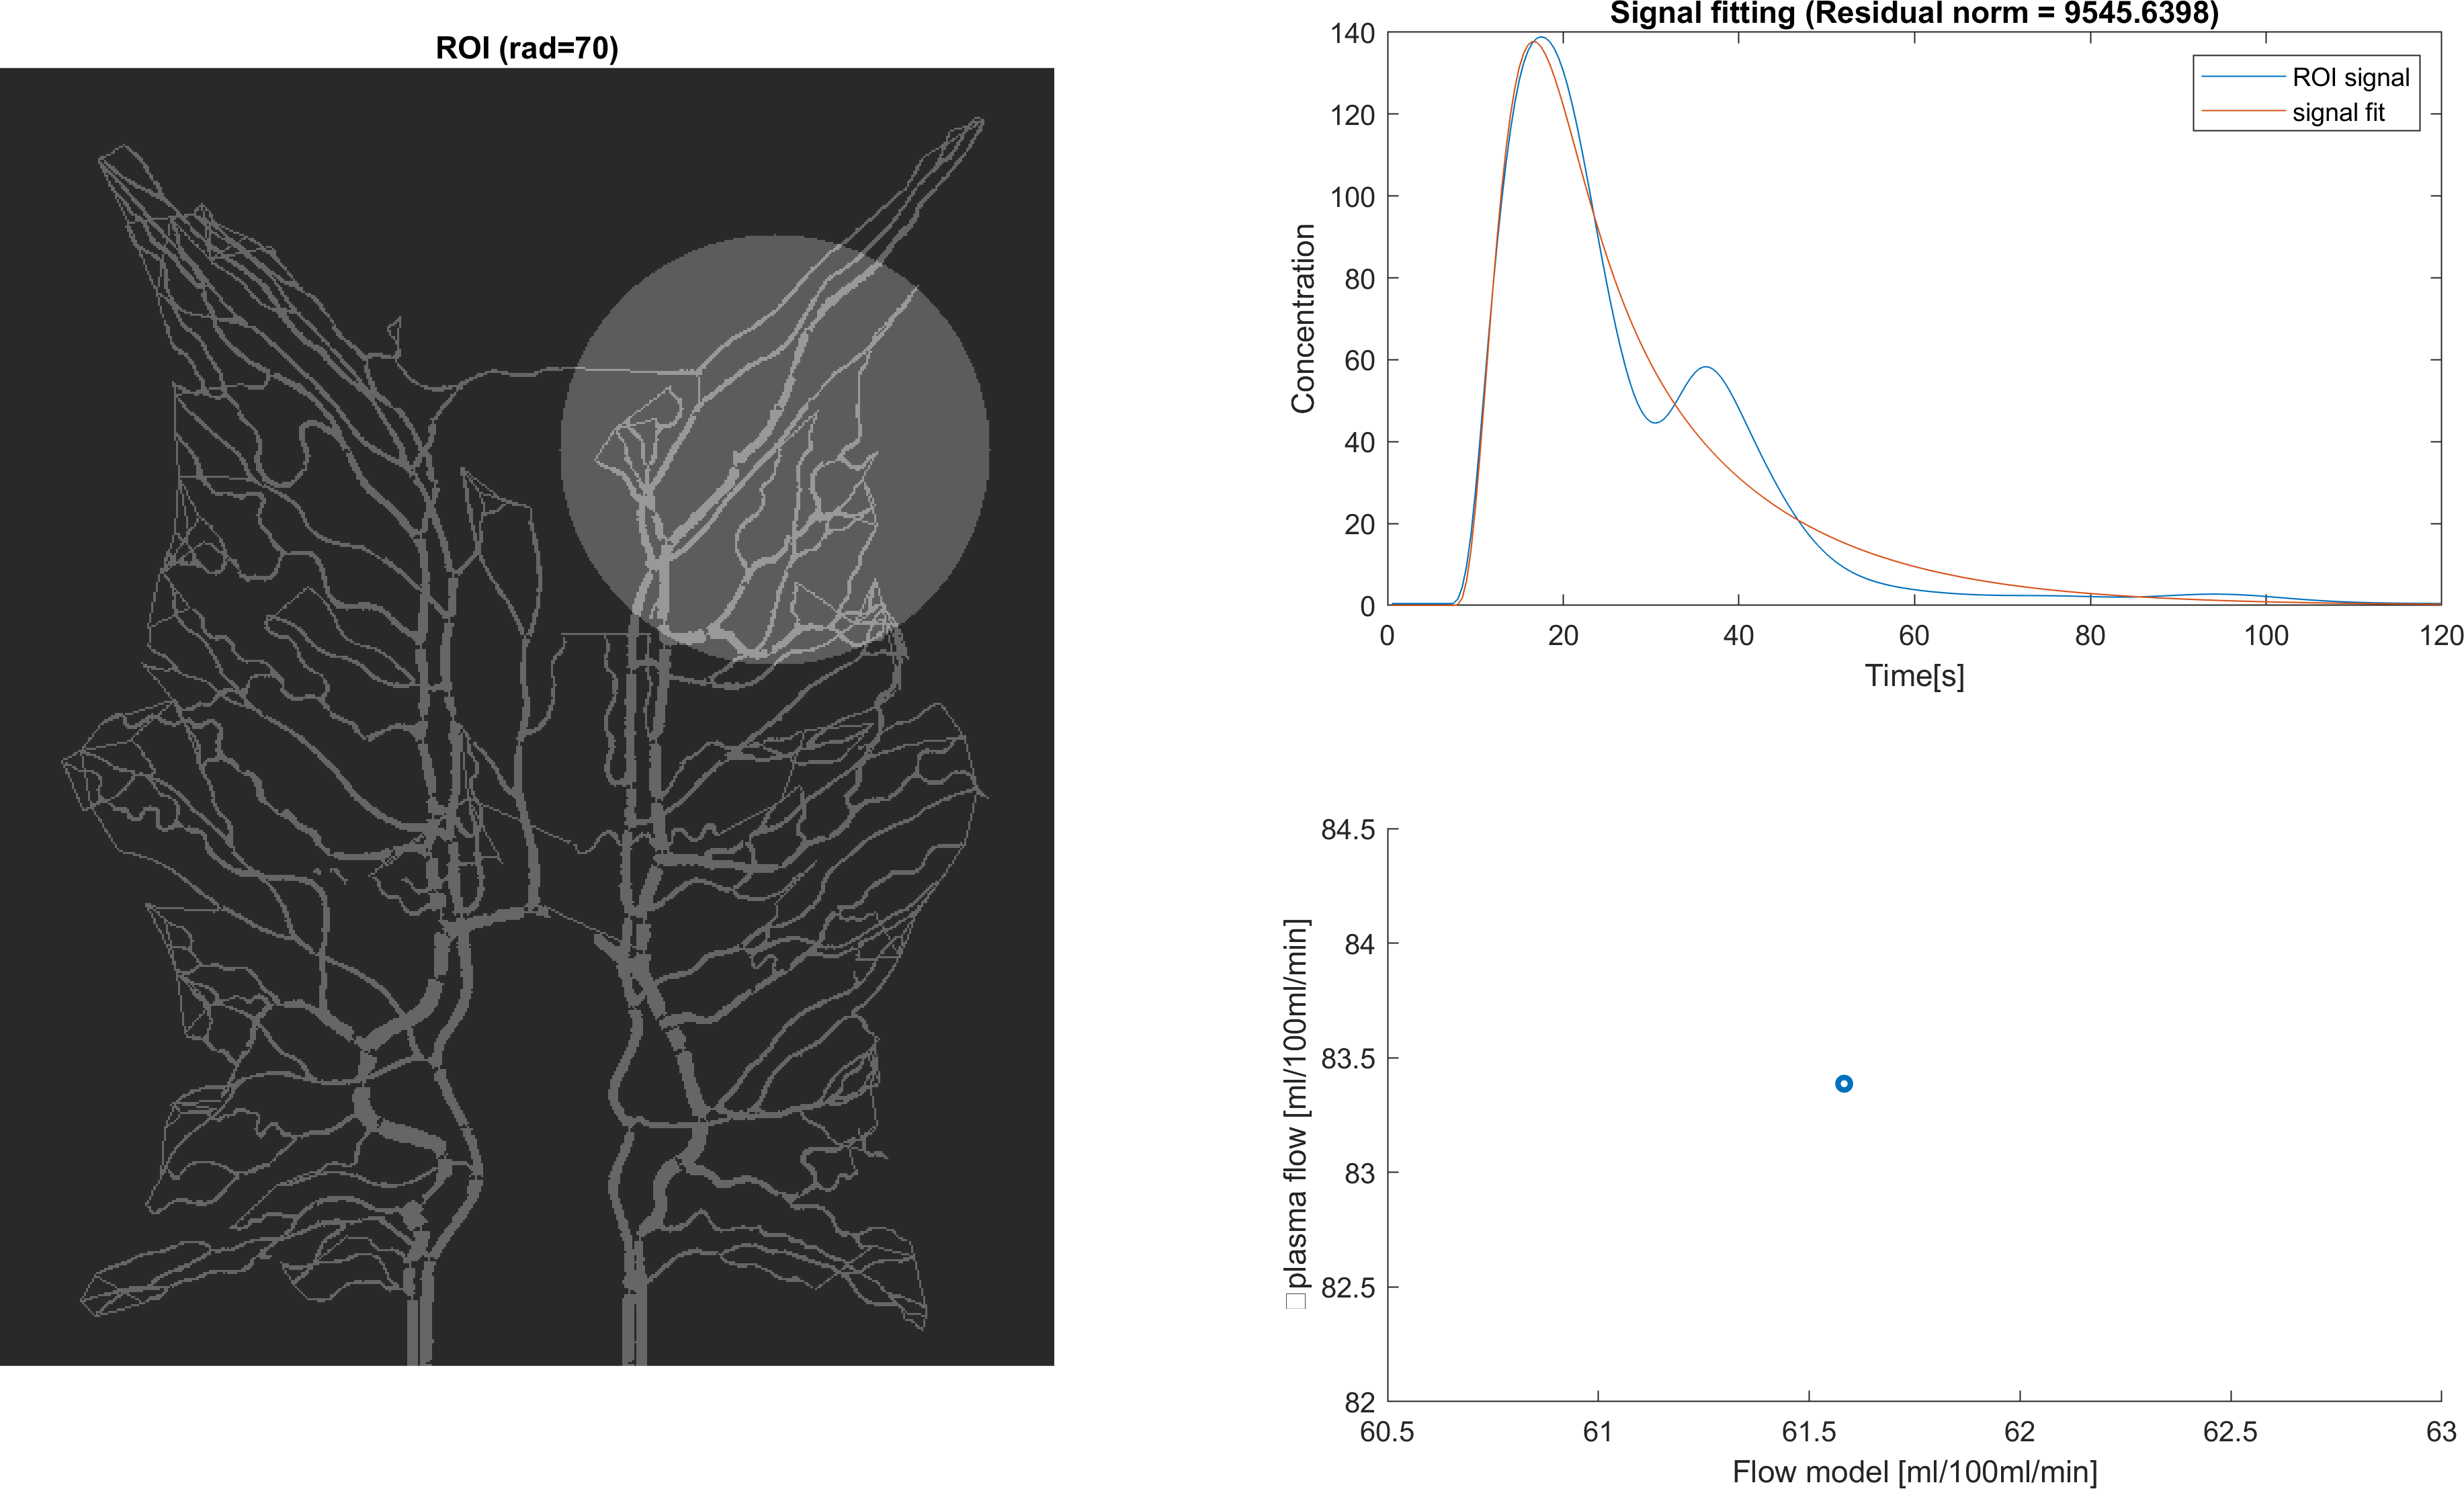 ROI (rad=70)
Signal fitting (Residual norm = 9545.6398)
140
120
100
80
60
40
20
0
Concentration
ROI signal
signal fit
0 20 40 60 80 100 120
Time[s]
84.5
84
83.5
83
82.5
82
□ plasma flow [ml/100ml/min]
60.5 61 61.5 62 62.5 63
Flow model [ml/100ml/min]